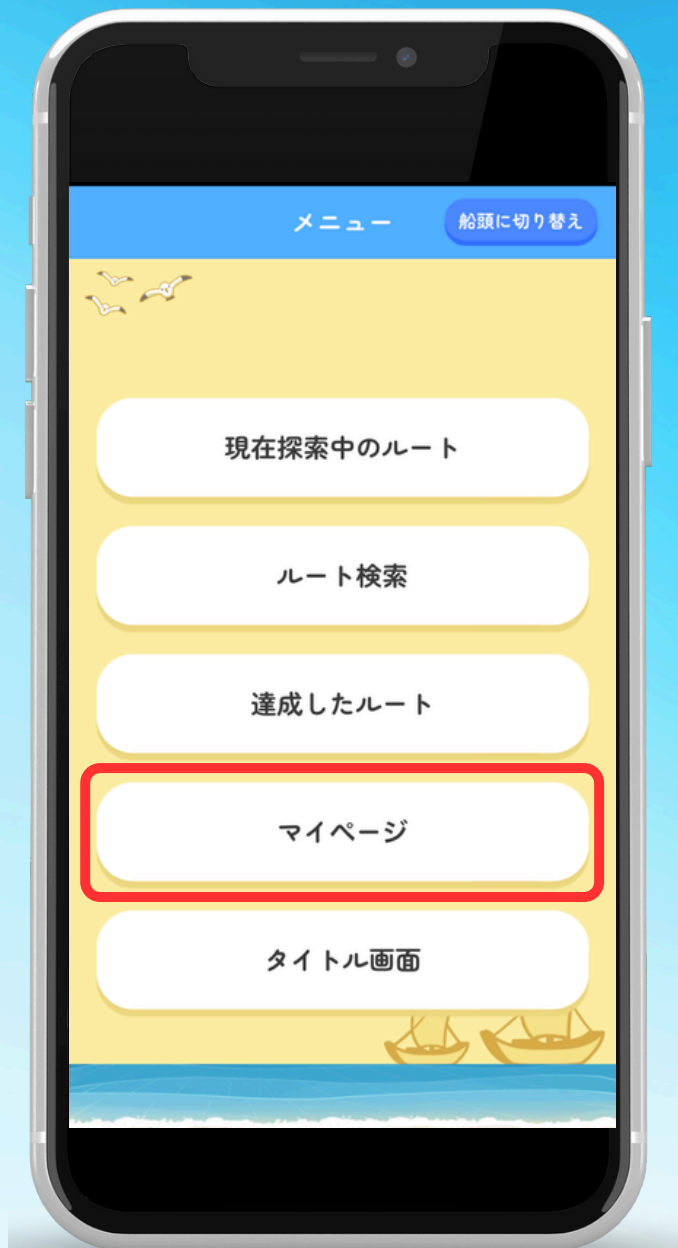 メニュー
船頭に切り替え
現在探索中のルート
ルート検索
達成したルート
マイページ
タイトル画面